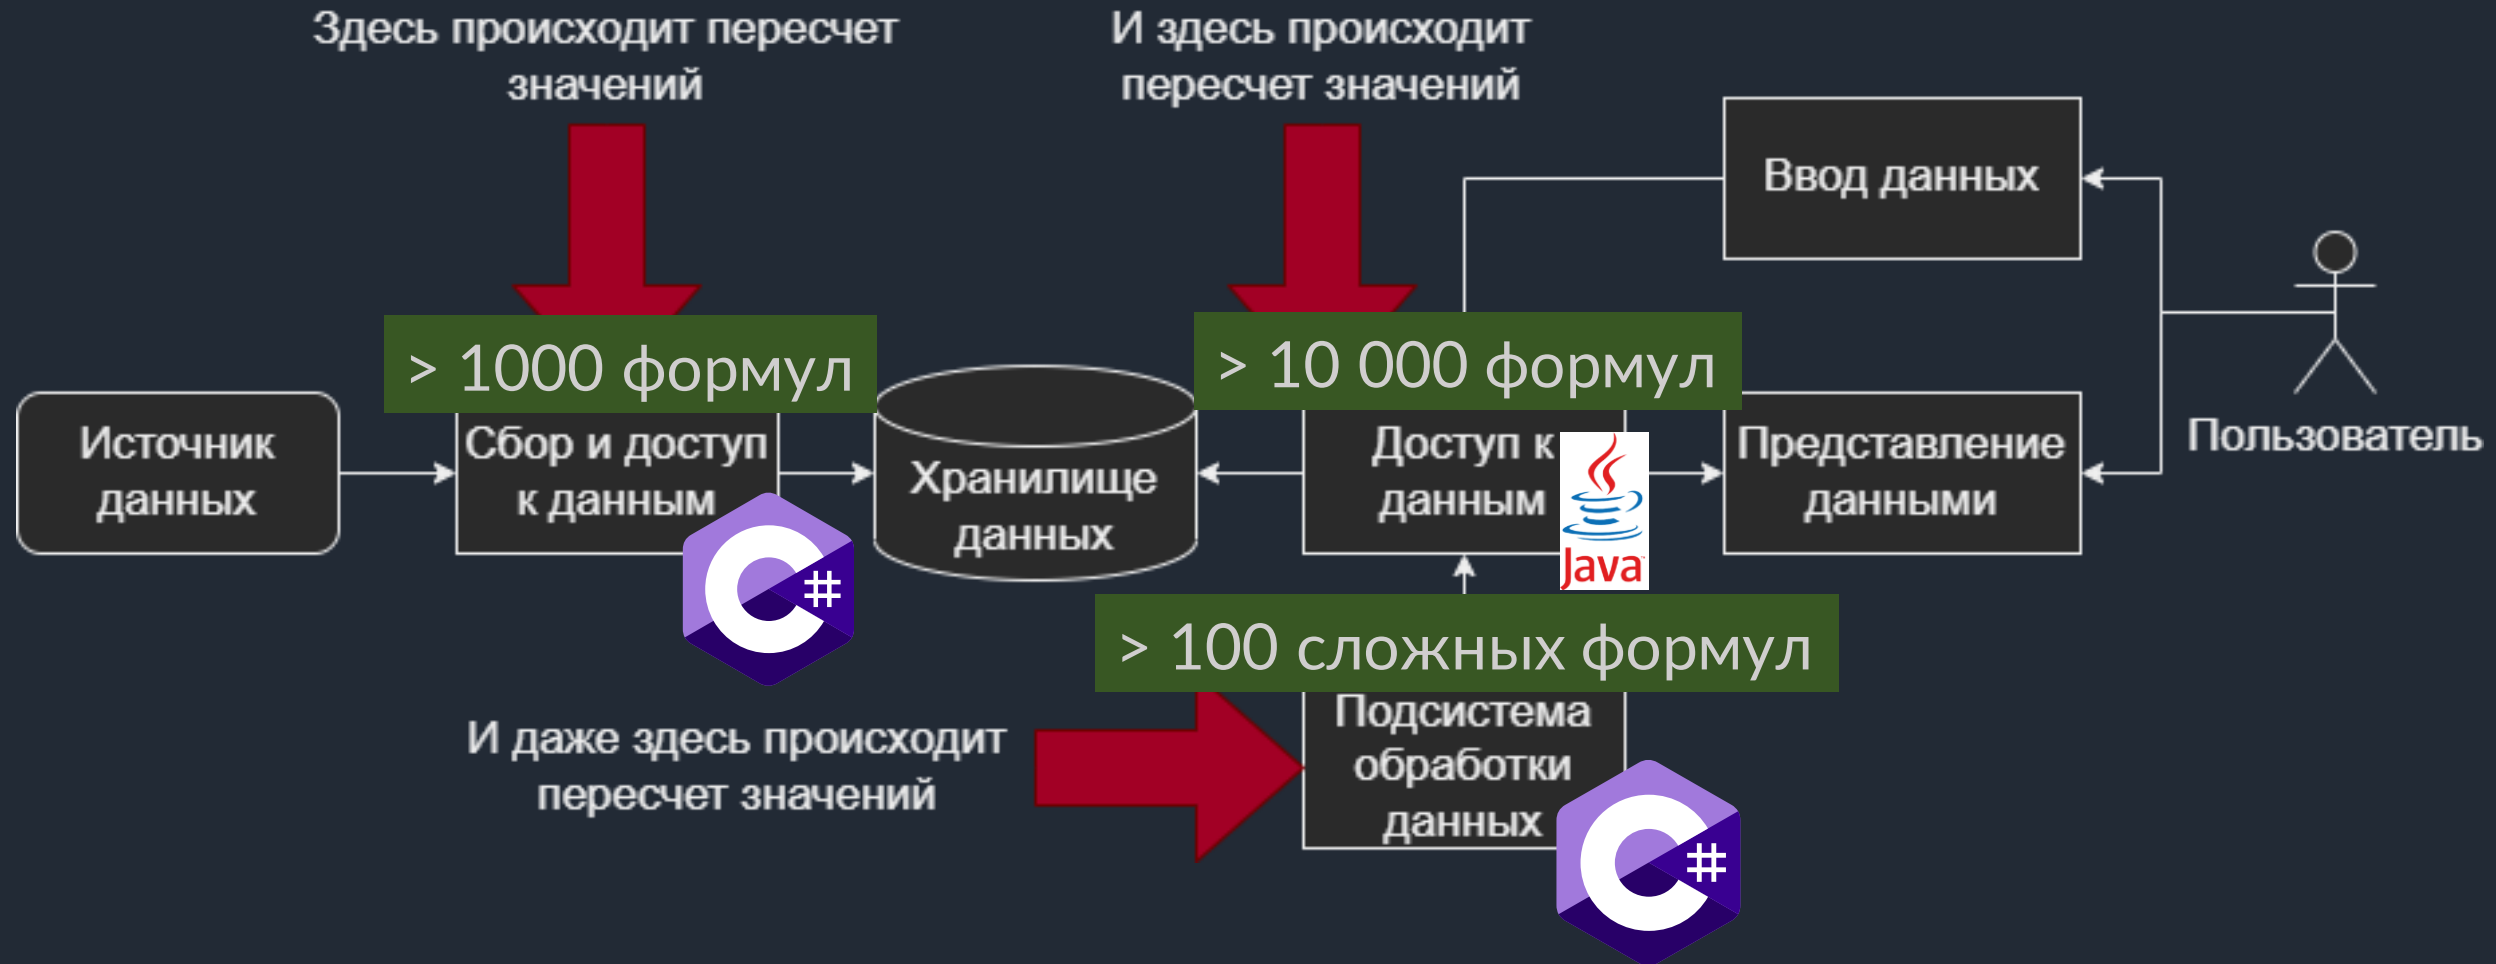 Здесь происходит пересчет
значений
И здесь происходит
пересчет значений
Ввод данных
> 1000 формул
> 10 000 формул
Источник
данных
Сбор и доступ
к данным
Хранилище
данных
Доступ к
данным
Представление
данными
Пользователь
#
Java
> 100 сложных формул
И даже здесь происходит
пересчет значений
Подсистема
обработки
данных
#